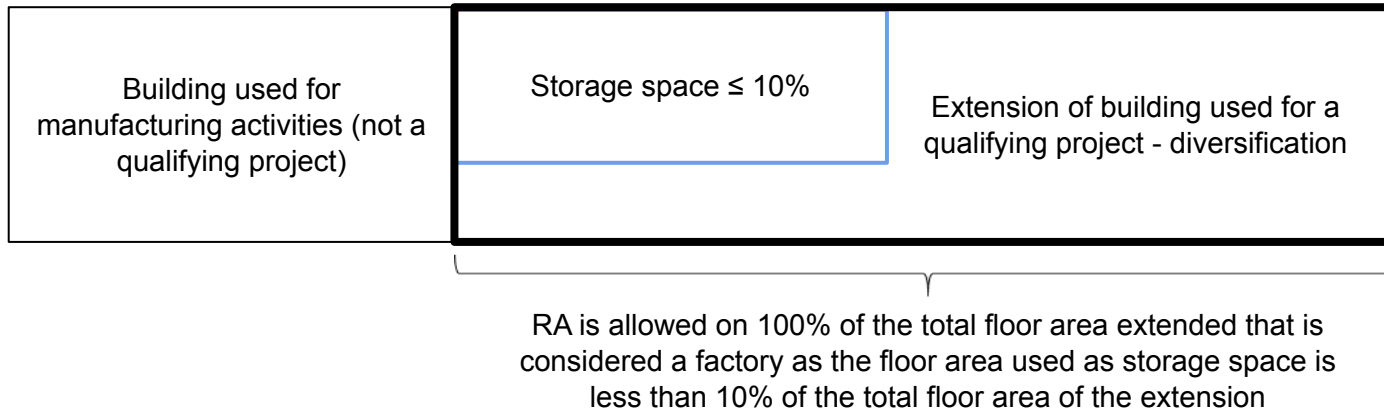 Building used for
manufacturing activities (not a
qualifying project)
Storage space ≤ 10%
Extension of building used for a
qualifying project - diversification
RA is allowed on 100% of the total floor area extended that is
considered a factory as the floor area used as storage space is
less than 10% of the total floor area of the extension